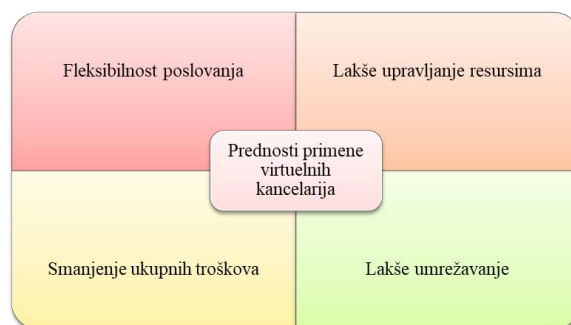 Fleksibilnost poslovanja
Lakše upravljanje resursima
Prednosti primene
virtuelnih
kancelarija
Smanjenje ukupnih troškova
Lakše umrežavanje